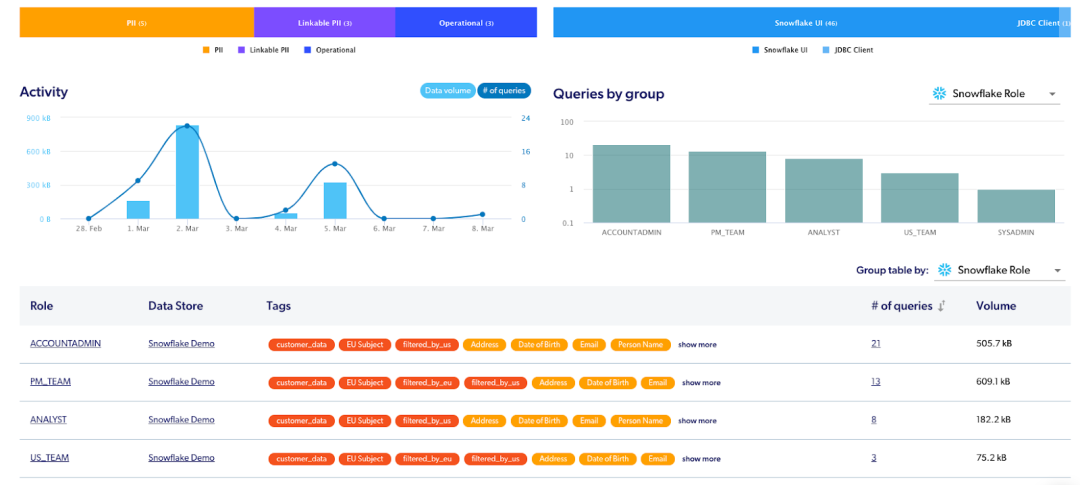 PII (5) Linkable PII (3) Operational (3) Snowflake UI (46) JDBC Client (1)
PII Linkable PII Operational Snowflake UI JDBC Client
Activity Data volume # of queries Queries by group Snowflake Role
900 kB 24
600 kB 16
300 kB 8
0 B 0
28. Feb 1. Mar 2. Mar 3. Mar 4. Mar 5. Mar 6. Mar 7. Mar 8. Mar
100
10
1
0.1
ACCOUNTADMIN PM_TEAM ANALYST US_TEAM SYSADMIN
Group table by: Snowflake Role
Role Data Store Tags # of queries Volume
ACCOUNTADMIN Snowflake Demo customer_data EU Subject filtered_by_us Address Date of Birth Email Person Name show more 21 505.7 kB
PM_TEAM Snowflake Demo customer_data EU Subject filtered_by_eu filtered_by_us Address Date of Birth Email show more 13 609.1 kB
ANALYST Snowflake Demo customer_data EU Subject filtered_by_us Address Date of Birth Email Person Name show more 8 182.2 kB
US_TEAM Snowflake Demo customer_data EU Subject filtered_by_eu filtered_by_us Address Date of Birth Email show more 3 75.2 kB